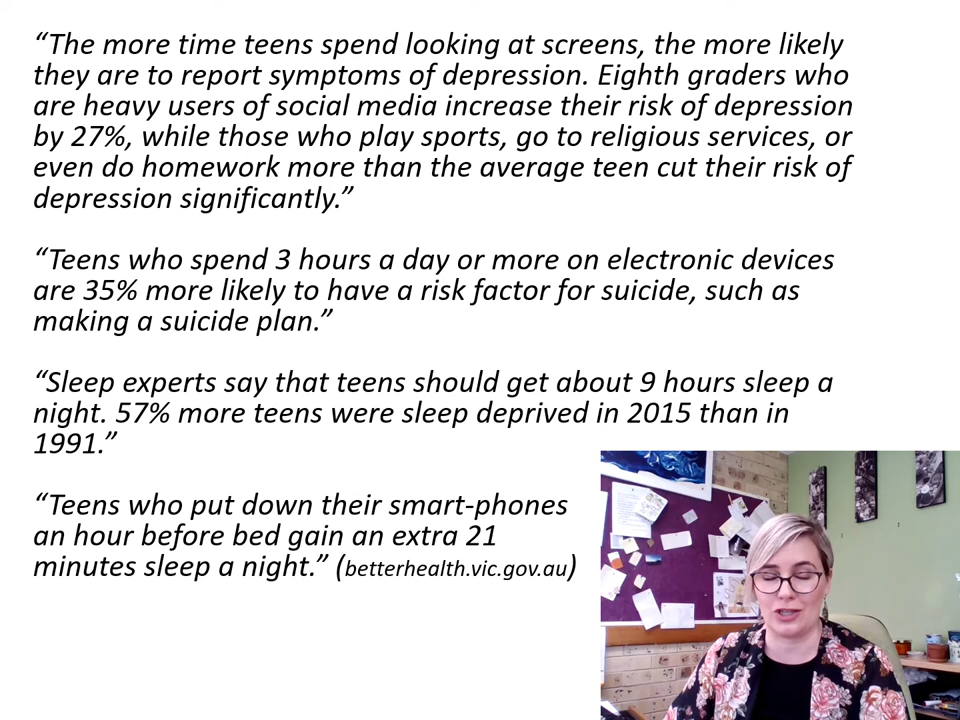 “The more time teens spend looking at screens, the more likely
they are to report symptoms of depression. Eighth graders who
are heavy users of social media increase their risk of depression
by 27%, while those who play sports, go to religious services, or
even do homework more than the average teen cut their risk of
depression significantly.”
“Teens who spend 3 hours a day or more on electronic devices
are 35% more likely to have a risk factor for suicide, such as
making a suicide plan.”
“Sleep experts say that teens should get about 9 hours sleep a
night. 57% more teens were sleep deprived in 2015 than in
1991.”
“Teens who put down their smart-phones
an hour before bed gain an extra 21
minutes sleep a night.” (betterhealth.vic.gov.au)